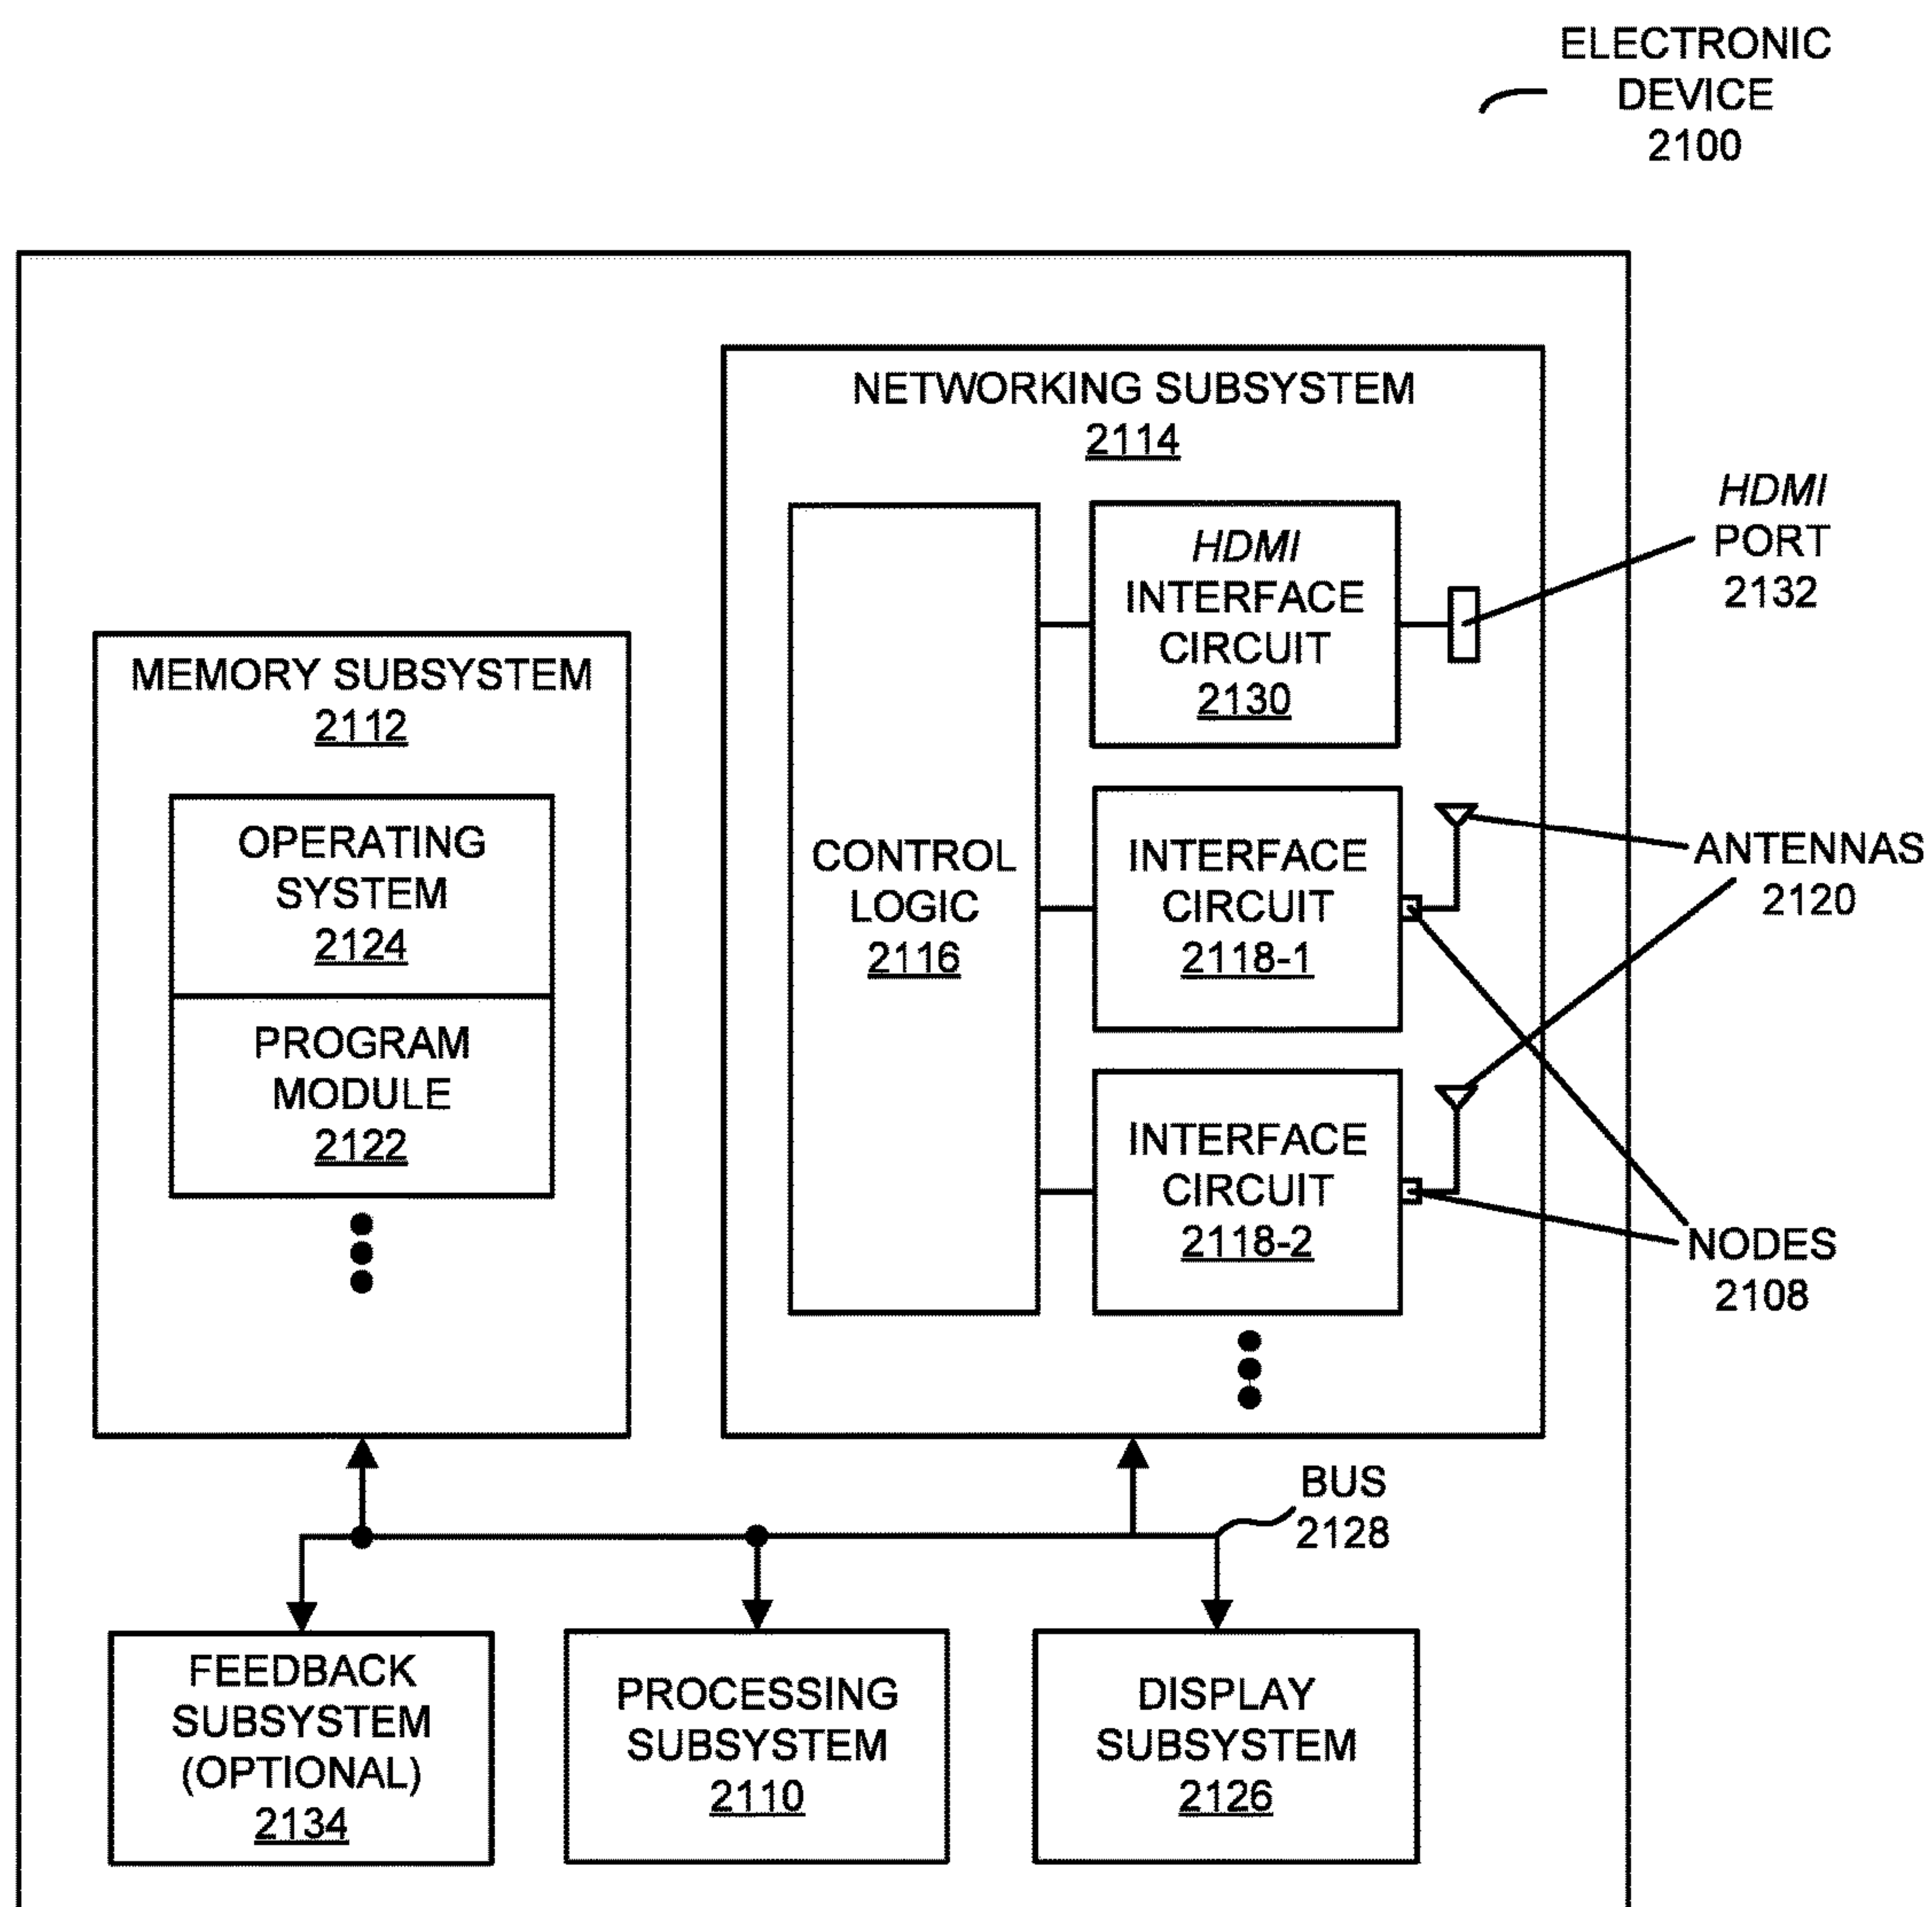 ELECTRONIC
DEVICE
2100
NETWORKING SUBSYSTEM
2114
HDMI
INTERFACE
CIRCUIT
2130
HDMI
PORT
2132
MEMORY SUBSYSTEM
2112
OPERATING
SYSTEM
2124
PROGRAM
MODULE
2122
CONTROL
LOGIC
2116
INTERFACE
CIRCUIT
2118-1
ANTENNAS
2120
INTERFACE
CIRCUIT
2118-2
NODES
2108
BUS
2128
FEEDBACK
SUBSYSTEM
(OPTIONAL)
2134
PROCESSING
SUBSYSTEM
2110
DISPLAY
SUBSYSTEM
2126